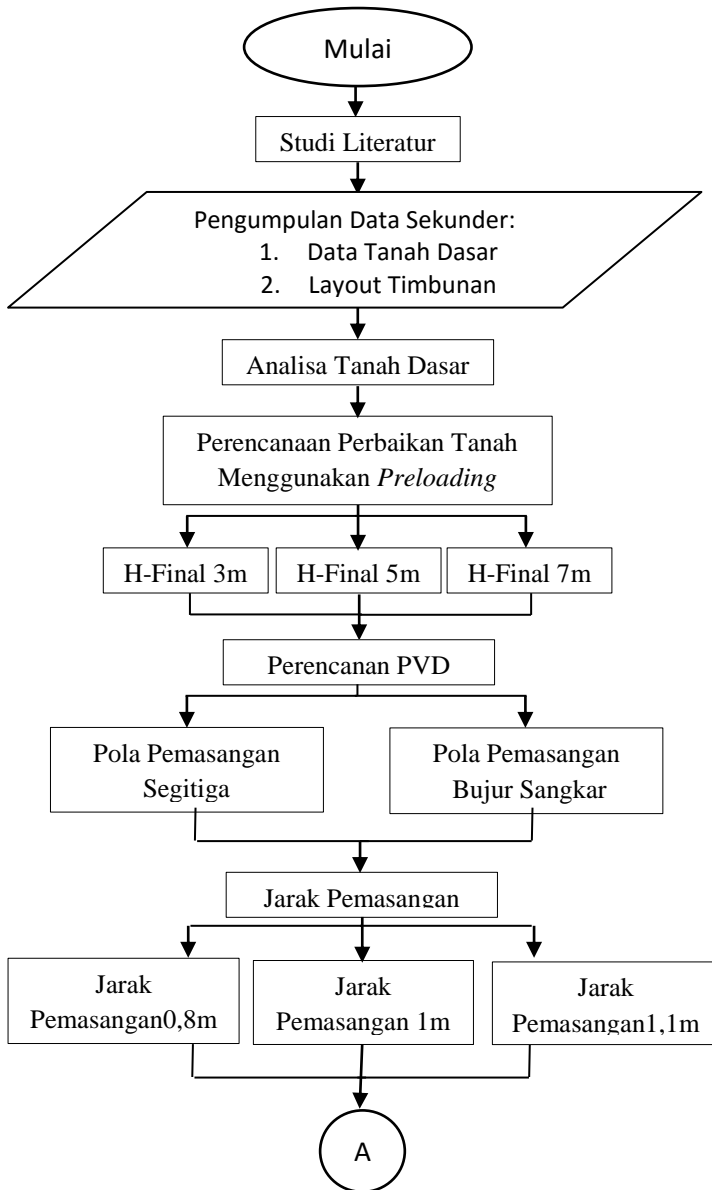 Mulai
Studi Literatur
Pengumpulan Data Sekunder:
1. Data Tanah Dasar
2. Layout Timbunan
Analisa Tanah Dasar
Perencanaan Perbaikan Tanah
Menggunakan Preloading
H-Final 3m
H-Final 5m
H-Final 7m
Perencanan PVD
Pola Pemasangan
Segitiga
Pola Pemasangan
Bujur Sangkar
Jarak Pemasangan
Jarak
Pemasangan0,8m
Jarak
Pemasangan 1m
Jarak
Pemasangan1,1m
A